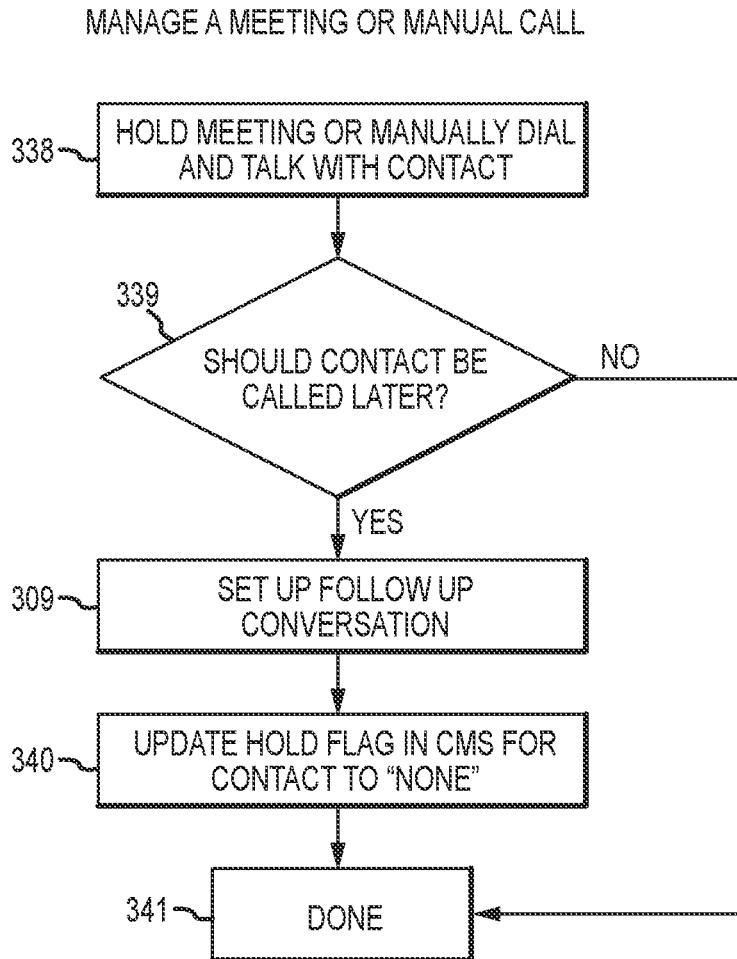 MANAGE A MEETING OR MANUAL CALL
338
HOLD MEETING OR MANUALLY DIAL
AND TALK WITH CONTACT
339
SHOULD CONTACT BE
CALLED LATER?
NO
YES
309
SET UP FOLLOW UP
CONVERSATION
340
UPDATE HOLD FLAG IN CMS FOR
CONTACT TO “NONE”
341
DONE